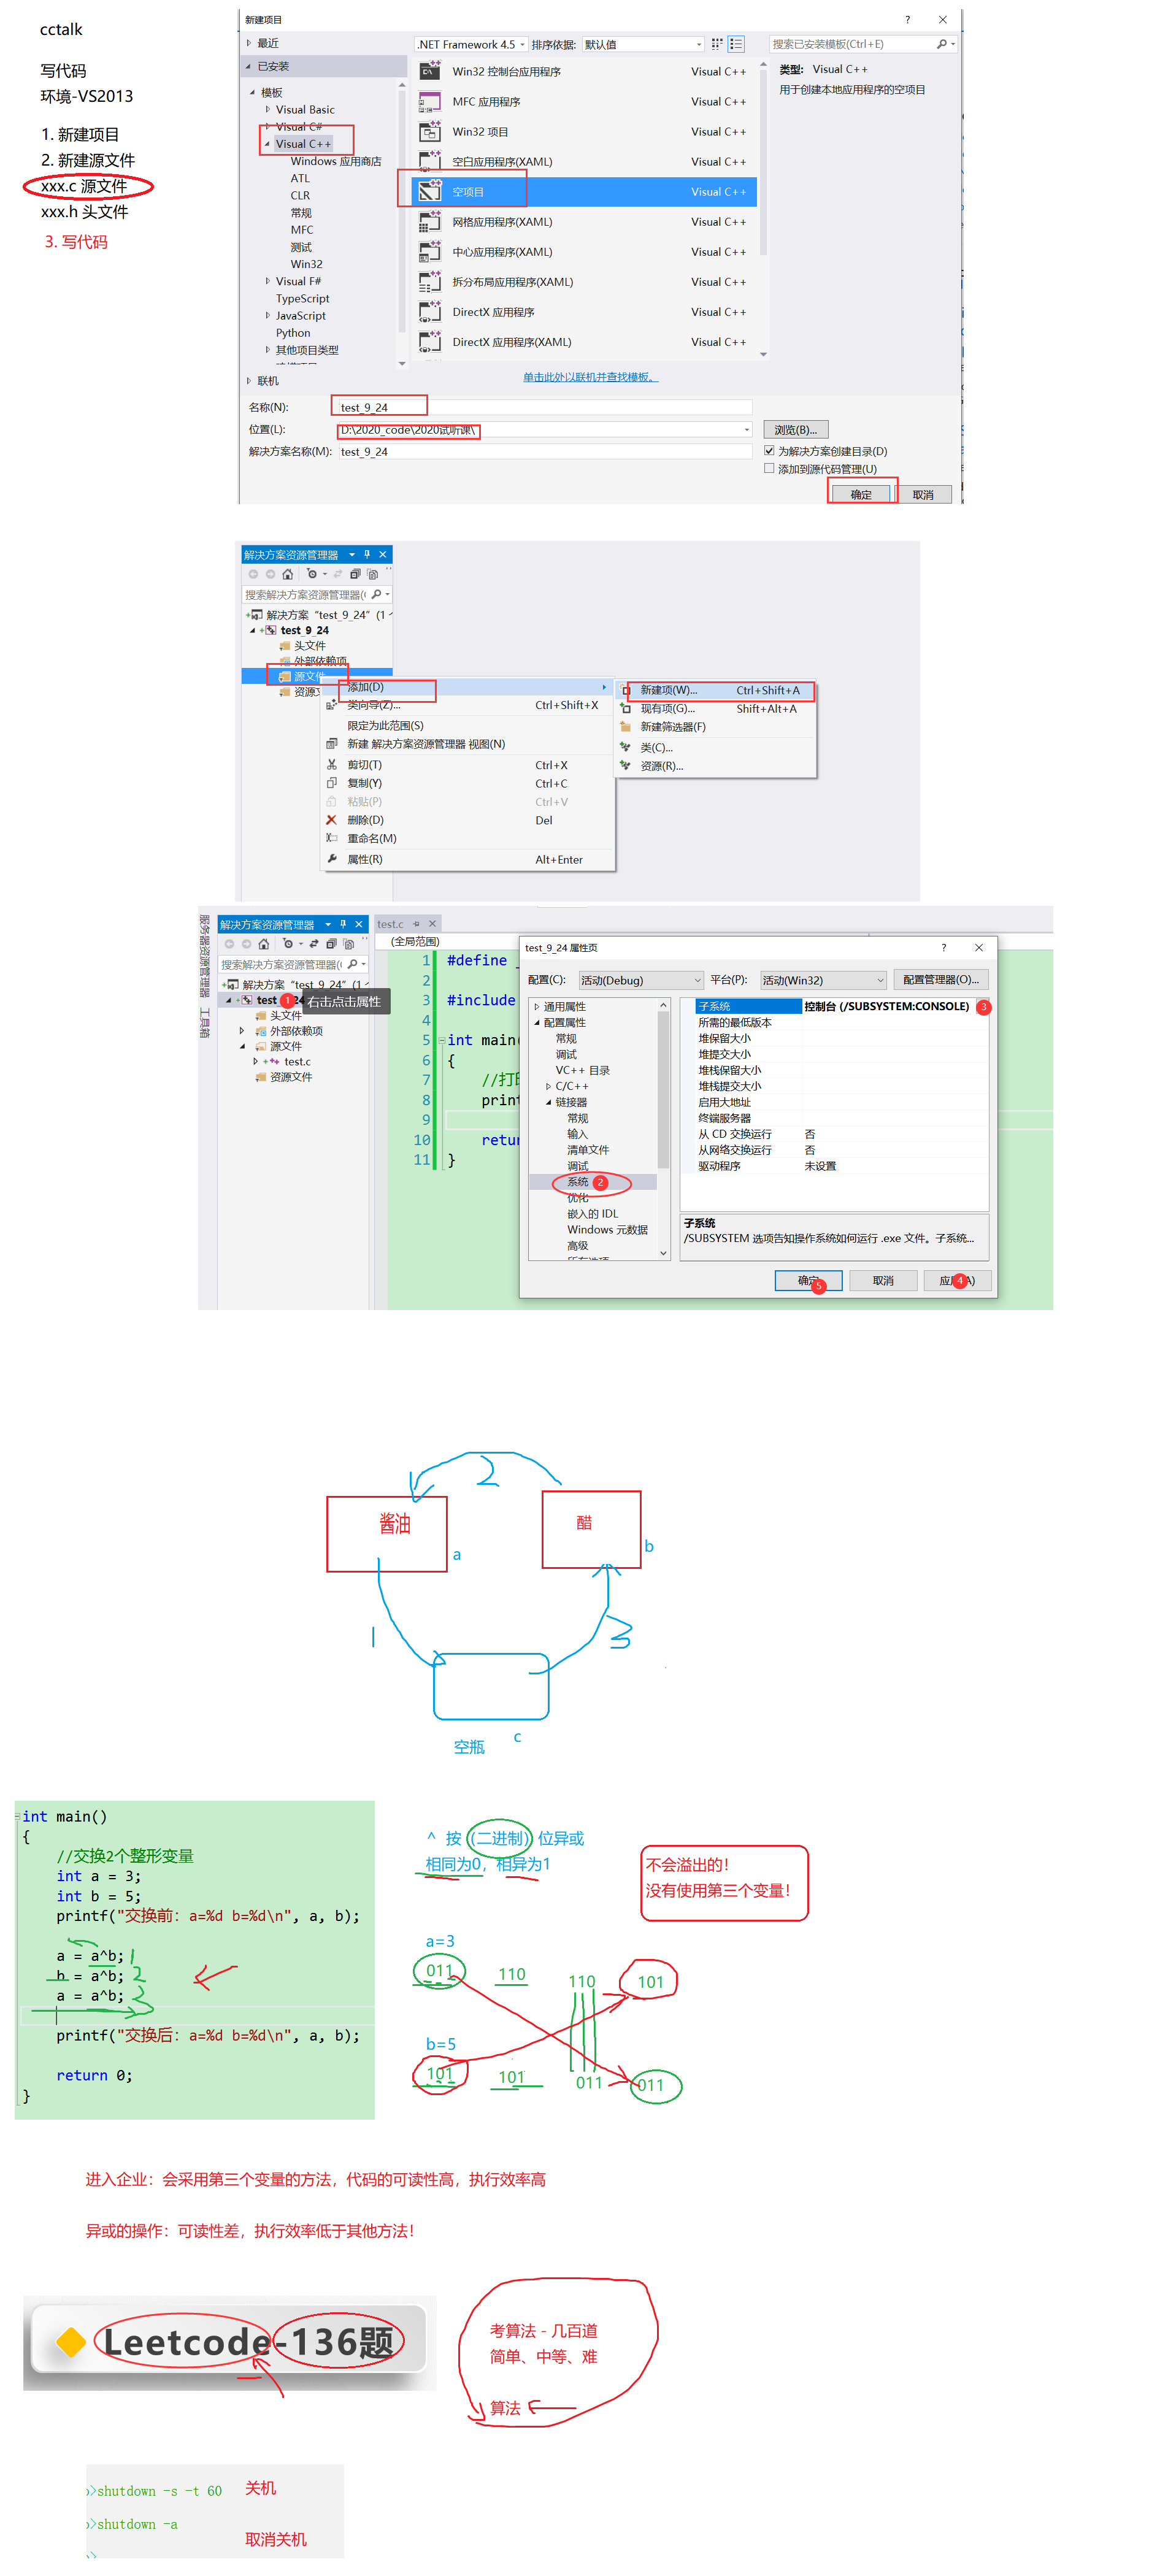 cctalk
写代码
环境-VS2013
1. 新建项目
2. 新建源文件
xxx.c 源文件
xxx.h 头文件
3. 写代码
新建项目
? ×
最近
.NET Framework 4.5 排序依据: 默认值
搜索已安装模板(Ctrl+E)
已安装
模板
Visual Basic
Visual C#
Visual C++
Windows 应用商店
ATL
CLR
常规
MFC
测试
Win32
Visual F#
TypeScript
JavaScript
Python
其他项目类型
联机
Win32 控制台应用程序 Visual C++
MFC 应用程序 Visual C++
Win32 项目 Visual C++
空白应用程序(XAML) Visual C++
空项目 Visual C++
网格应用程序(XAML) Visual C++
中心应用程序(XAML) Visual C++
拆分布局应用程序(XAML) Visual C++
DirectX 应用程序 Visual C++
DirectX 应用程序(XAML) Visual C++
单击此处以联机并查找模板。
类型: Visual C++
用于创建本地应用程序的空项目
名称(N): test_9_24
位置(L): D:\2020_code\2020试听课\ 浏览(B)...
解决方案名称(M): test_9_24
为解决方案创建目录(D)
添加到源代码管理(U)
确定 取消
解决方案资源管理器
搜索解决方案资源管理器(
解决方案 “test_9_24” (1
test_9_24
头文件
外部依赖项
源文件
资源文
添加(D)
类向导(Z)... Ctrl+Shift+X
限定为此范围(S)
新建 解决方案资源管理器 视图(N)
剪切(T) Ctrl+X
复制(Y) Ctrl+C
粘贴(P) Ctrl+V
删除(D) Del
重命名(M)
属性(R) Alt+Enter
新建项(W)... Ctrl+Shift+A
现有项(G)... Shift+Alt+A
新建筛选器(F)
类(C)...
资源(R)...
服务器资源管理器
工具箱
解决方案资源管理器
搜索解决方案资源管理器(
解决方案 “test_9_24” (1
test 1 24 右击点击属性
头文件
外部依赖项
源文件
test.c
资源文件
test.c
(全局范围)
1 #define _
2
3 #include
4
5 int main(
6 {
7 //打
8 print
9
10 retur
11 }
test_9_24 属性页
? ×
配置(C): 活动(Debug) 平台(P): 活动(Win32) 配置管理器(O)...
通用属性
配置属性
常规
调试
VC++ 目录
C/C++
链接器
常规
输入
清单文件
调试
系统 2
优化
嵌入的 IDL
Windows 元数据
高级
所有选项
子系统 控制台 (/SUBSYSTEM:CONSOLE) 3
所需的最低版本
堆保留大小
堆提交大小
堆栈保留大小
堆栈提交大小
启用大地址
终端服务器
从 CD 交换运行 否
从网络交换运行 否
驱动程序 未设置
子系统
/SUBSYSTEM 选项告知操作系统如何运行 .exe 文件。子系统...
确定 5 取消 应用 4 A)
2
酱油
a
醋
b
1
3
空瓶
c
int main()
{
//交换2个整形变量
int a = 3;
int b = 5;
printf("交换前: a=%d b=%d\n", a, b);
a = a^b; 1
b = a^b; 2
a = a^b; 3
printf("交换后: a=%d b=%d\n", a, b);
return 0;
}
^ 按（二进制）位异或
相同为0，相异为1
不会溢出的！
没有使用第三个变量！
a=3
011 110 110 101
b=5
101 101 011 011
进入企业：会采用第三个变量的方法，代码的可读性高，执行效率高
异或的操作：可读性差，执行效率低于其他方法！
Leetcode-136题
考算法 - 几百道
简单、中等、难
算法
>shutdown -s -t 60 关机
>shutdown -a
取消关机